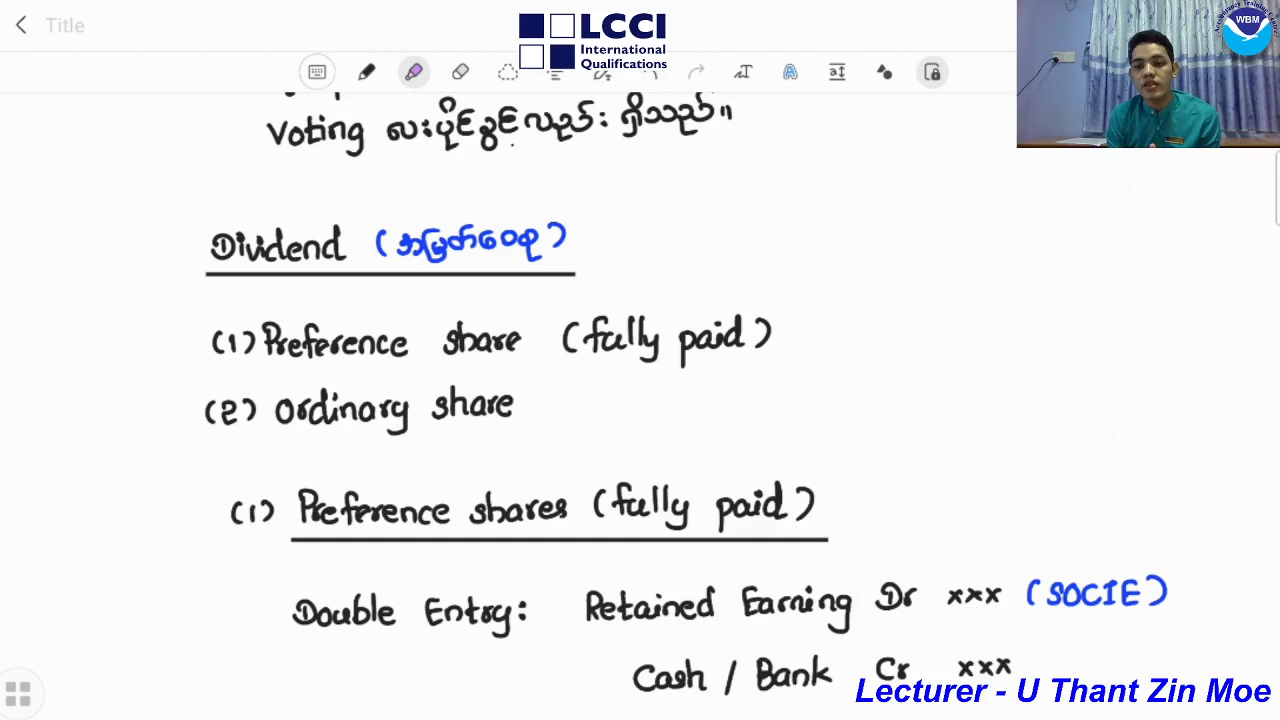 Title
LCCI
International
Qualifications
WBM
Voting လးပိုင်ခွင့်လည်း ရှိသည်။
Dividend (အမြတ်ဝေစု)
(1) Preference share (fully paid)
(2) Ordinary share
(1) Preference shares (fully paid)
Double Entry: Retained Earning Dr xxx (SOCIE)
Cash / Bank Cr xxx
Lecturer - U Thant Zin Moe